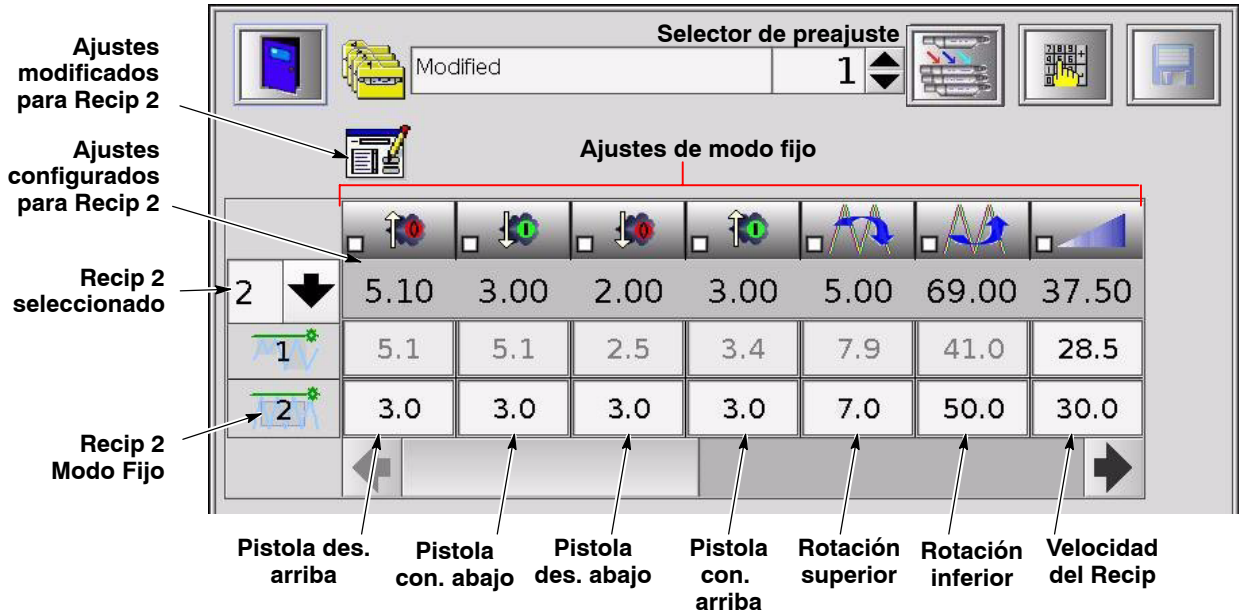 Ajustes
modificados
para Recip 2
Selector de preajuste
Modified
1
7 8 9 +
Ajustes
configurados
para Recip 2
Ajustes de modo fijo
Recip 2
seleccionado
2
5.10 3.00 2.00 3.00 5.00 69.00 37.50
1 5.1 5.1 2.5 3.4 7.9 41.0 28.5
2 3.0 3.0 3.0 3.0 7.0 50.0 30.0
Recip 2
Modo Fijo
Pistola des.
arriba
Pistola
con. abajo
Pistola
des. abajo
Pistola
con.
arriba
Rotación
superior
Rotación
inferior
Velocidad
del Recip